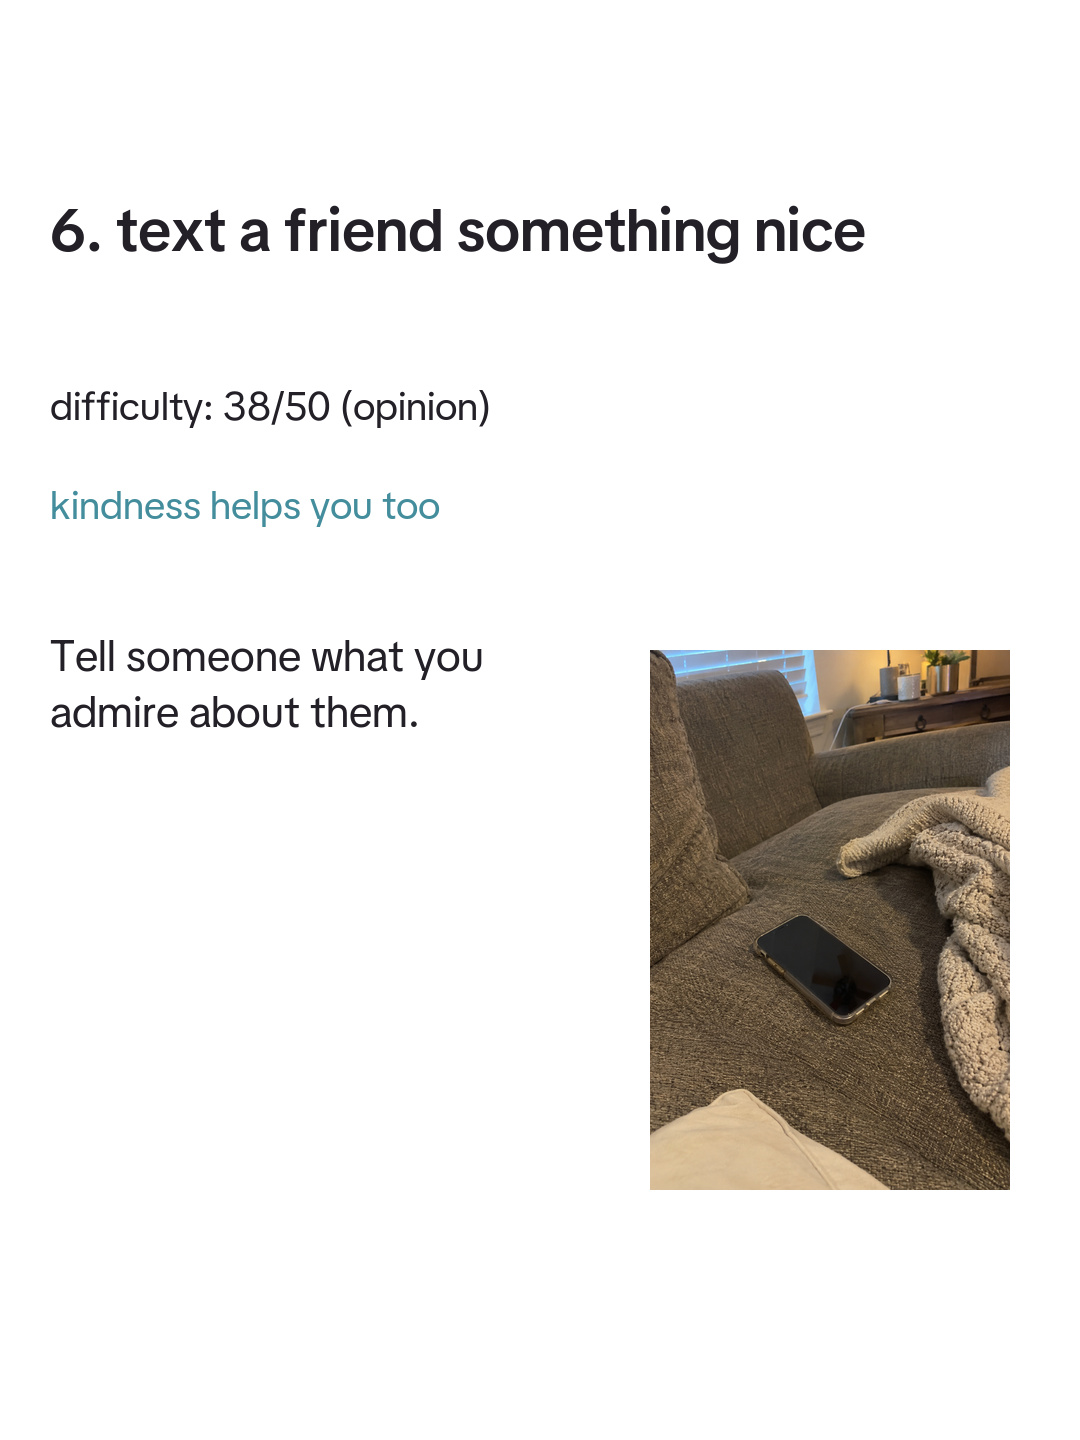 6. text a friend something nice
difficulty: 38/50 (opinion)
kindness helps you too
Tell someone what you
admire about them.